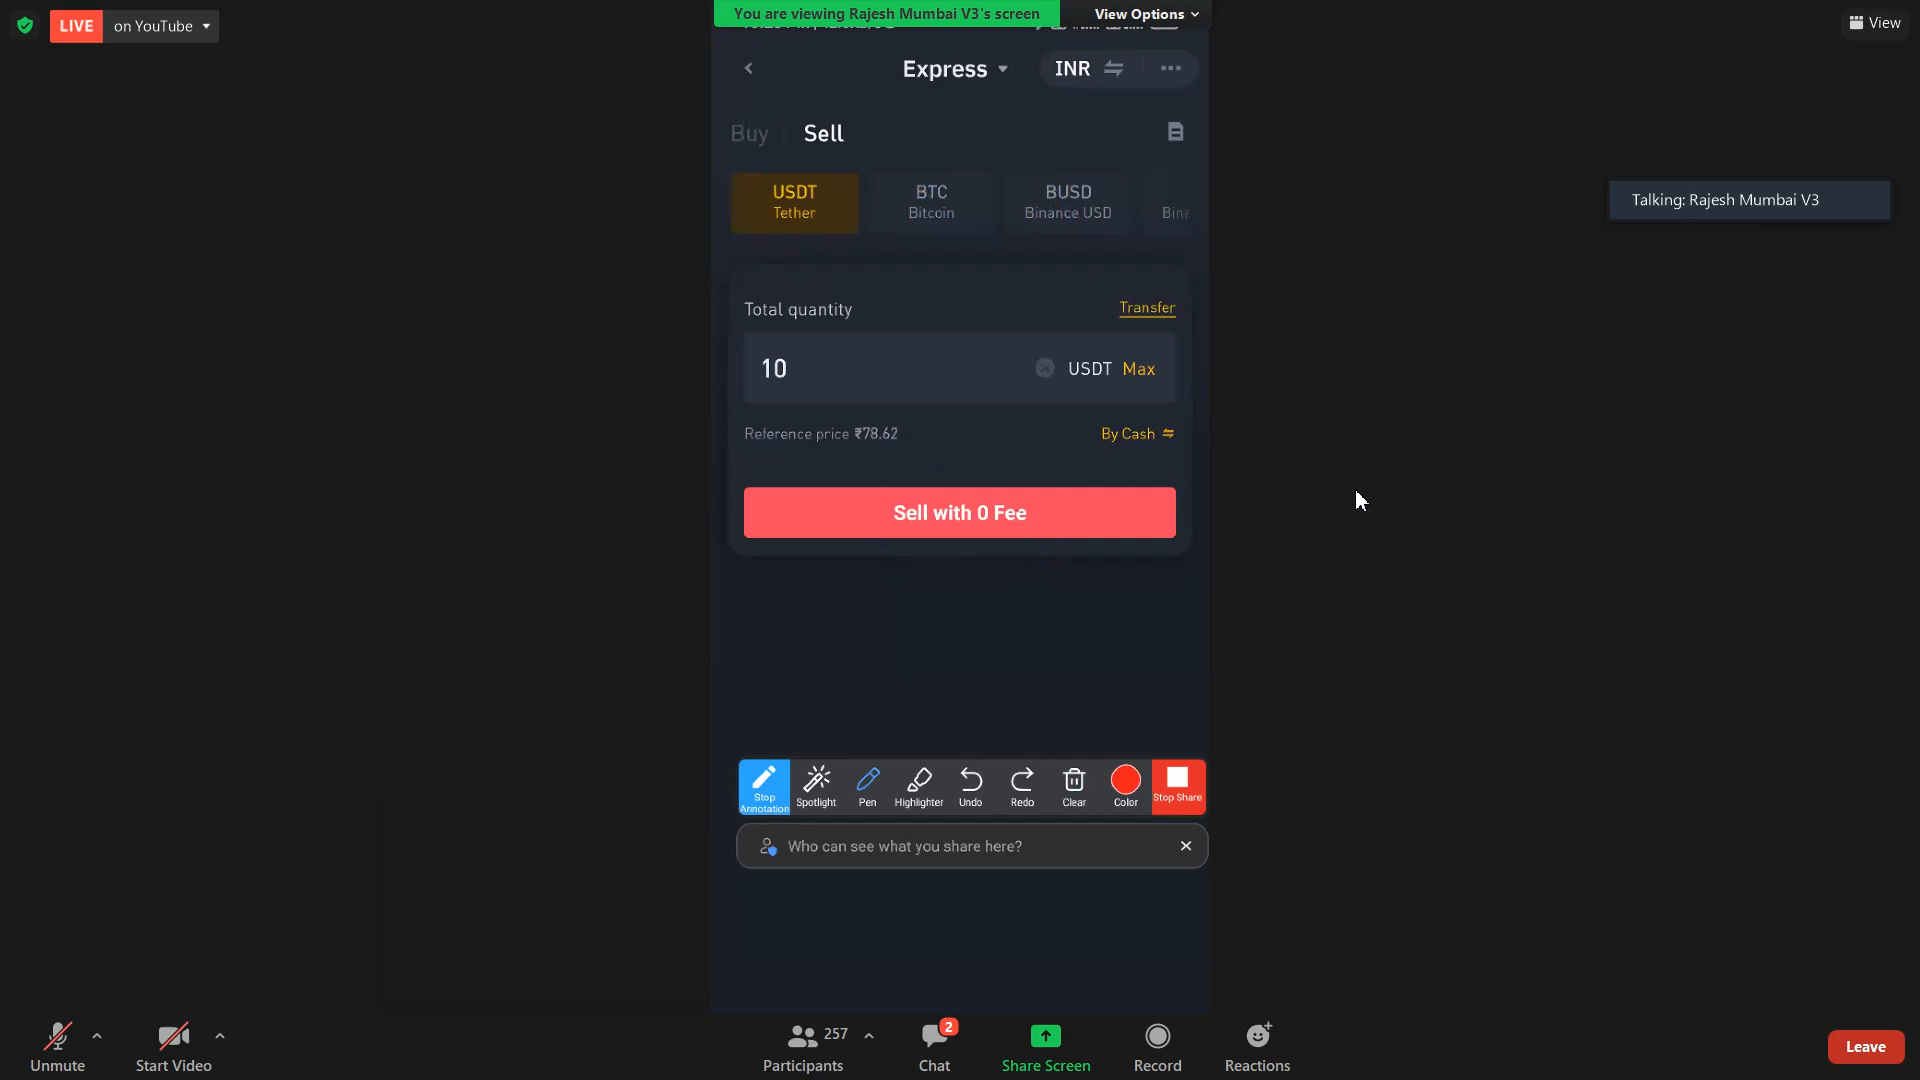 LIVE on YouTube
You are viewing Rajesh Mumbai V3's screen
View Options
View
Express
INR
Buy
Sell
Talking: Rajesh Mumbai V3
USDT
Tether
BTC
Bitcoin
BUSD
Binance USD
Total quantity
Transfer
10
USDT Max
Reference price ₹78.62
By Cash
Sell with 0 Fee
Stop Annotation
Spotlight
Pen
Highlighter
Undo
Redo
Clear
Color
Stop Share
Who can see what you share here?
Unmute
Start Video
257
Participants
2
Chat
Share Screen
Record
Reactions
Leave